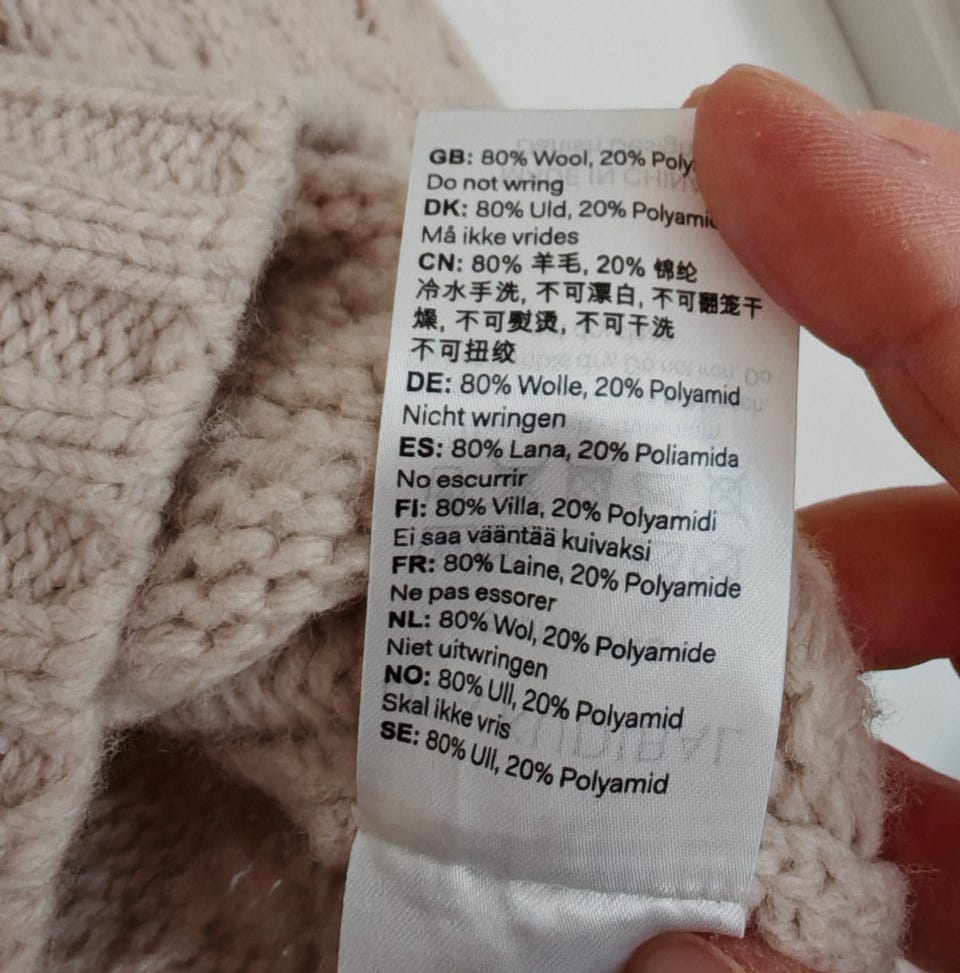 GB: 80% Wool, 20% Poly
Do not wring
DK: 80% Uld, 20% Polyamid
Må ikke vrides
CN: 80% 羊毛, 20% 锦纶
冷水手洗, 不可漂白, 不可翻笼干
燥, 不可熨烫, 不可干洗
不可扭绞
DE: 80% Wolle, 20% Polyamid
Nicht wringen
ES: 80% Lana, 20% Poliamida
No escurrir
FI: 80% Villa, 20% Polyamidi
Ei saa vääntää kuivaksi
FR: 80% Laine, 20% Polyamide
Ne pas essorer
NL: 80% Wol, 20% Polyamide
Niet uitwringen
NO: 80% Ull, 20% Polyamid
Skal ikke vris
SE: 80% Ull, 20% Polyamid